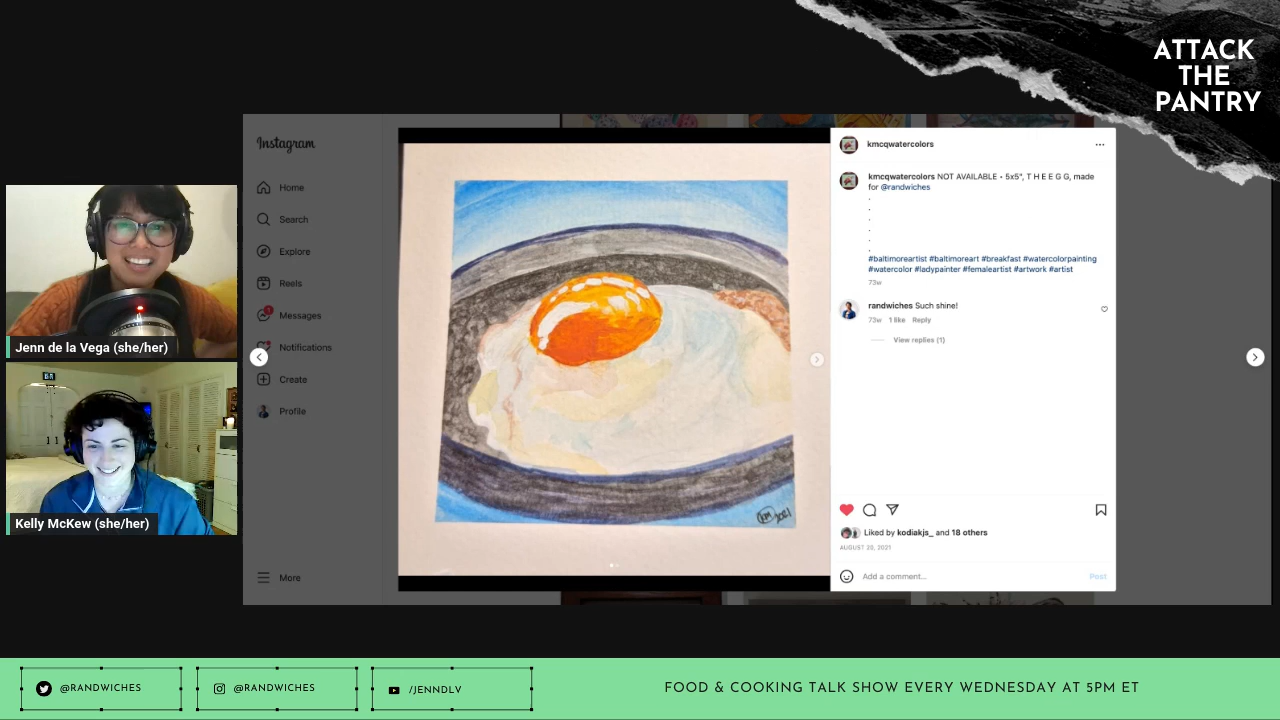 ATTACK
THE
PANTRY
Instagram
Home
Search
Explore
Reels
Messages
Notifications
Create
Profile
More
kmcqwatercolors
kmcqwatercolors NOT AVAILABLE • 5x5", T H E E G G, made
for @randwiches
.
.
.
.
.
.
#baltimoreartist #baltimoreart #breakfast #watercolorpainting
#watercolor #ladypainter #femaleartist #artwork #artist
73w
randwiches Such shine!
73w 1 like Reply
View replies (1)
Liked by kodiakjs_ and 18 others
AUGUST 20, 2021
Add a comment... Post
KM 2021
Jenn de la Vega (she/her)
Kelly McKew (she/her)
@RANDWICHES
@RANDWICHES
/JENNDLV
FOOD & COOKING TALK SHOW EVERY WEDNESDAY AT 5PM ET